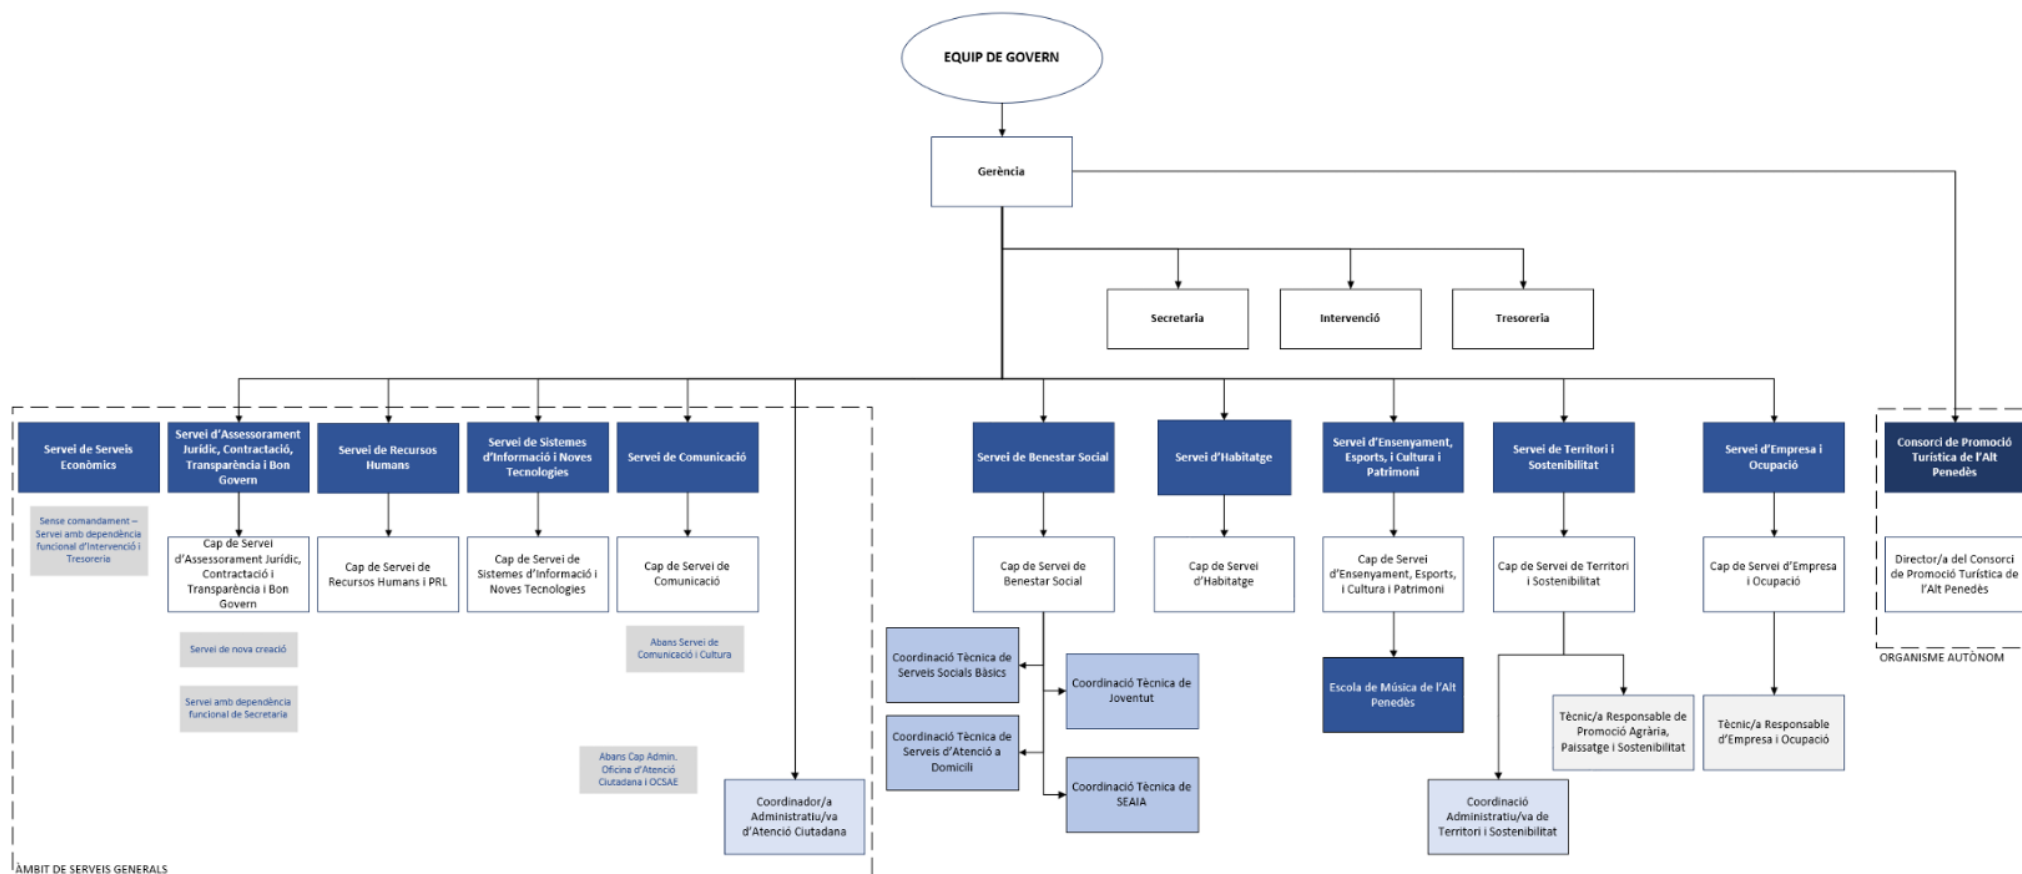 EQUIP DE GOVERN
Gerència
Secretaria
Intervenció
Tresoreria
Servei de Serveis
Econòmics
Servei d'Assessorament
Jurídic, Contractació,
Transparència i Bon
Govern
Servei de Recursos
Humans
Servei de Sistemes
d'Informació i Noves
Tecnologies
Servei de Comunicació
Servei de Benestar Social
Servei d'Habitatge
Servei d'Ensenyament,
Esports, i Cultura i
Patrimoni
Servei de Territori i
Sostenibilitat
Servei d'Empresa i
Ocupació
Consorci de Promoció
Turística de l'Alt
Penedès
Sense comandament –
Servei amb dependència
funcional d'Intervenció i
Tresoreria
Cap de Servei
d'Assessorament Jurídic,
Contractació i
Transparència i Bon
Govern
Cap de Servei de
Recursos Humans i PRL
Cap de Servei de
Sistemes d'Informació i
Noves Tecnologies
Cap de Servei de
Comunicació
Cap de Servei de
Benestar Social
Cap de Servei
d'Habitatge
Cap de Servei
d'Ensenyament, Esports,
i Cultura i Patrimoni
Cap de Servei de Territori
i Sostenibilitat
Cap de Servei d'Empresa
i Ocupació
Director/a del Consorci
de Promoció Turística de
l'Alt Penedès
ORGANISME AUTÒNOM
Servei de nova creació
Servei amb dependència
funcional de Secretaria
Abans Servei de
Comunicació i Cultura
Abans Cap Admin.
Oficina d'Atenció
Ciutadana i OCSAE
Coordinador/a
Administratiu/va
d'Atenció Ciutadana
Coordinació Tècnica de
Serveis Socials Bàsics
Coordinació Tècnica de
Joventut
Coordinació Tècnica de
Serveis d'Atenció a
Domicili
Coordinació Tècnica de
SEAIA
Escola de Música de l'Alt
Penedès
Tècnic/a Responsable de
Promoció Agrària,
Paissatge i Sostenibilitat
Coordinació
Administratiu/va de
Territori i Sostenibilitat
Tècnic/a Responsable
d'Empresa i Ocupació
ÀMBIT DE SERVEIS GENERALS